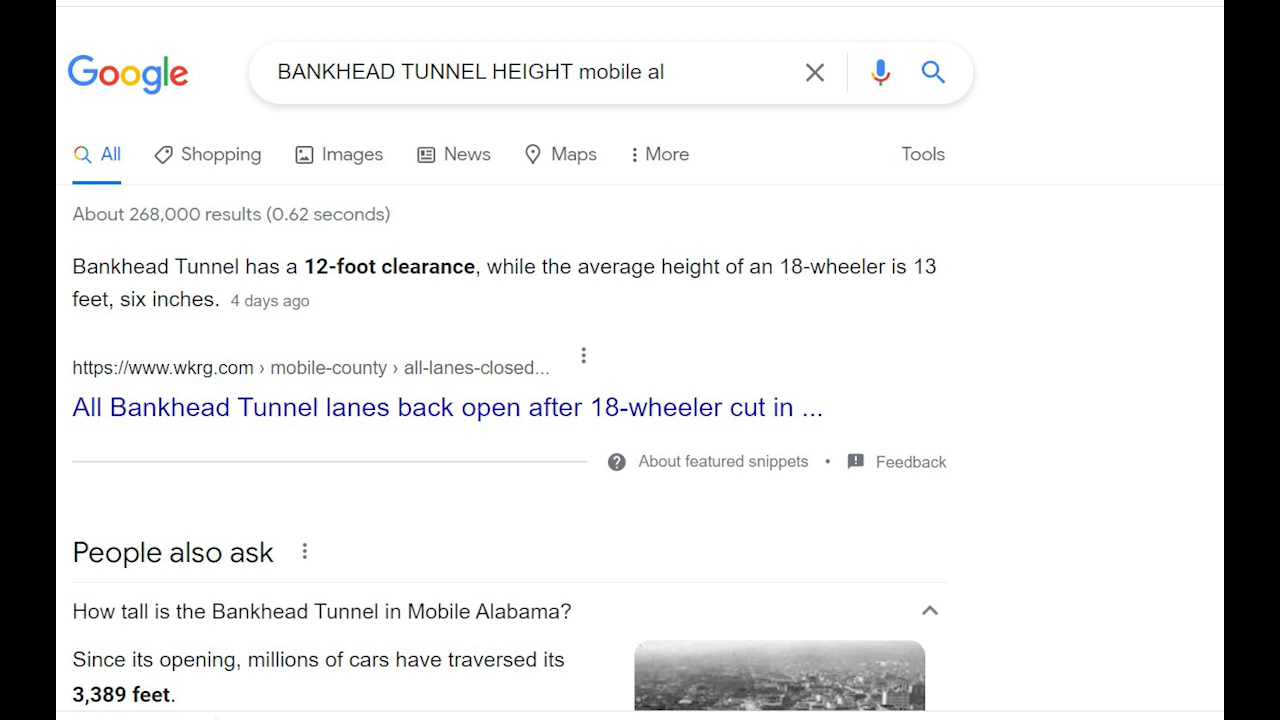 Google
BANKHEAD TUNNEL HEIGHT mobile al
All Shopping Images News Maps More Tools
About 268,000 results (0.62 seconds)
Bankhead Tunnel has a 12-foot clearance, while the average height of an 18-wheeler is 13
feet, six inches. 4 days ago
https://www.wkrg.com › mobile-county › all-lanes-closed...
All Bankhead Tunnel lanes back open after 18-wheeler cut in ...
About featured snippets • Feedback
People also ask
How tall is the Bankhead Tunnel in Mobile Alabama?
Since its opening, millions of cars have traversed its
3,389 feet.